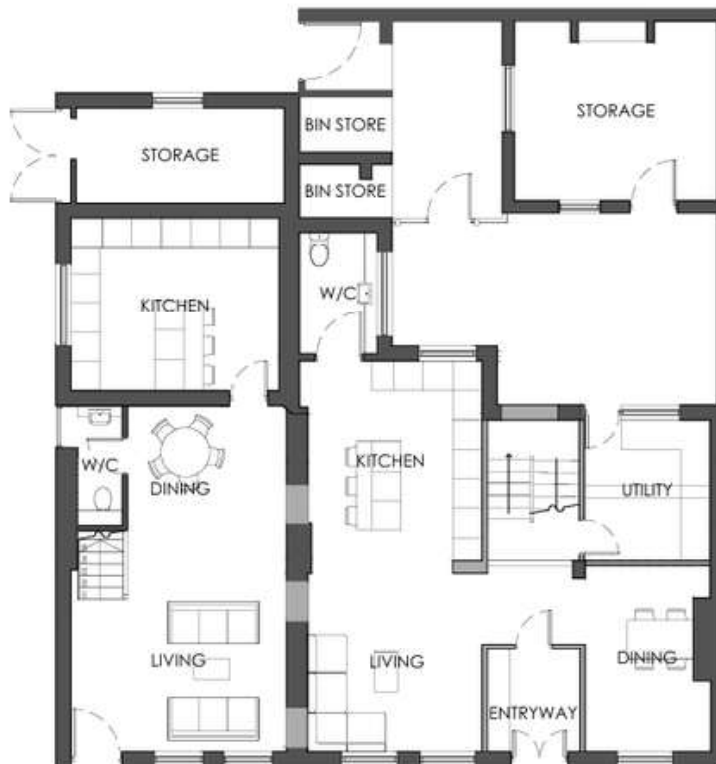 STORAGE
BIN STORE
STORAGE
BIN STORE
W/C
KITCHEN
KITCHEN
W/C
DINING
UTILITY
LIVING
LIVING
DINING
ENTRYWAY